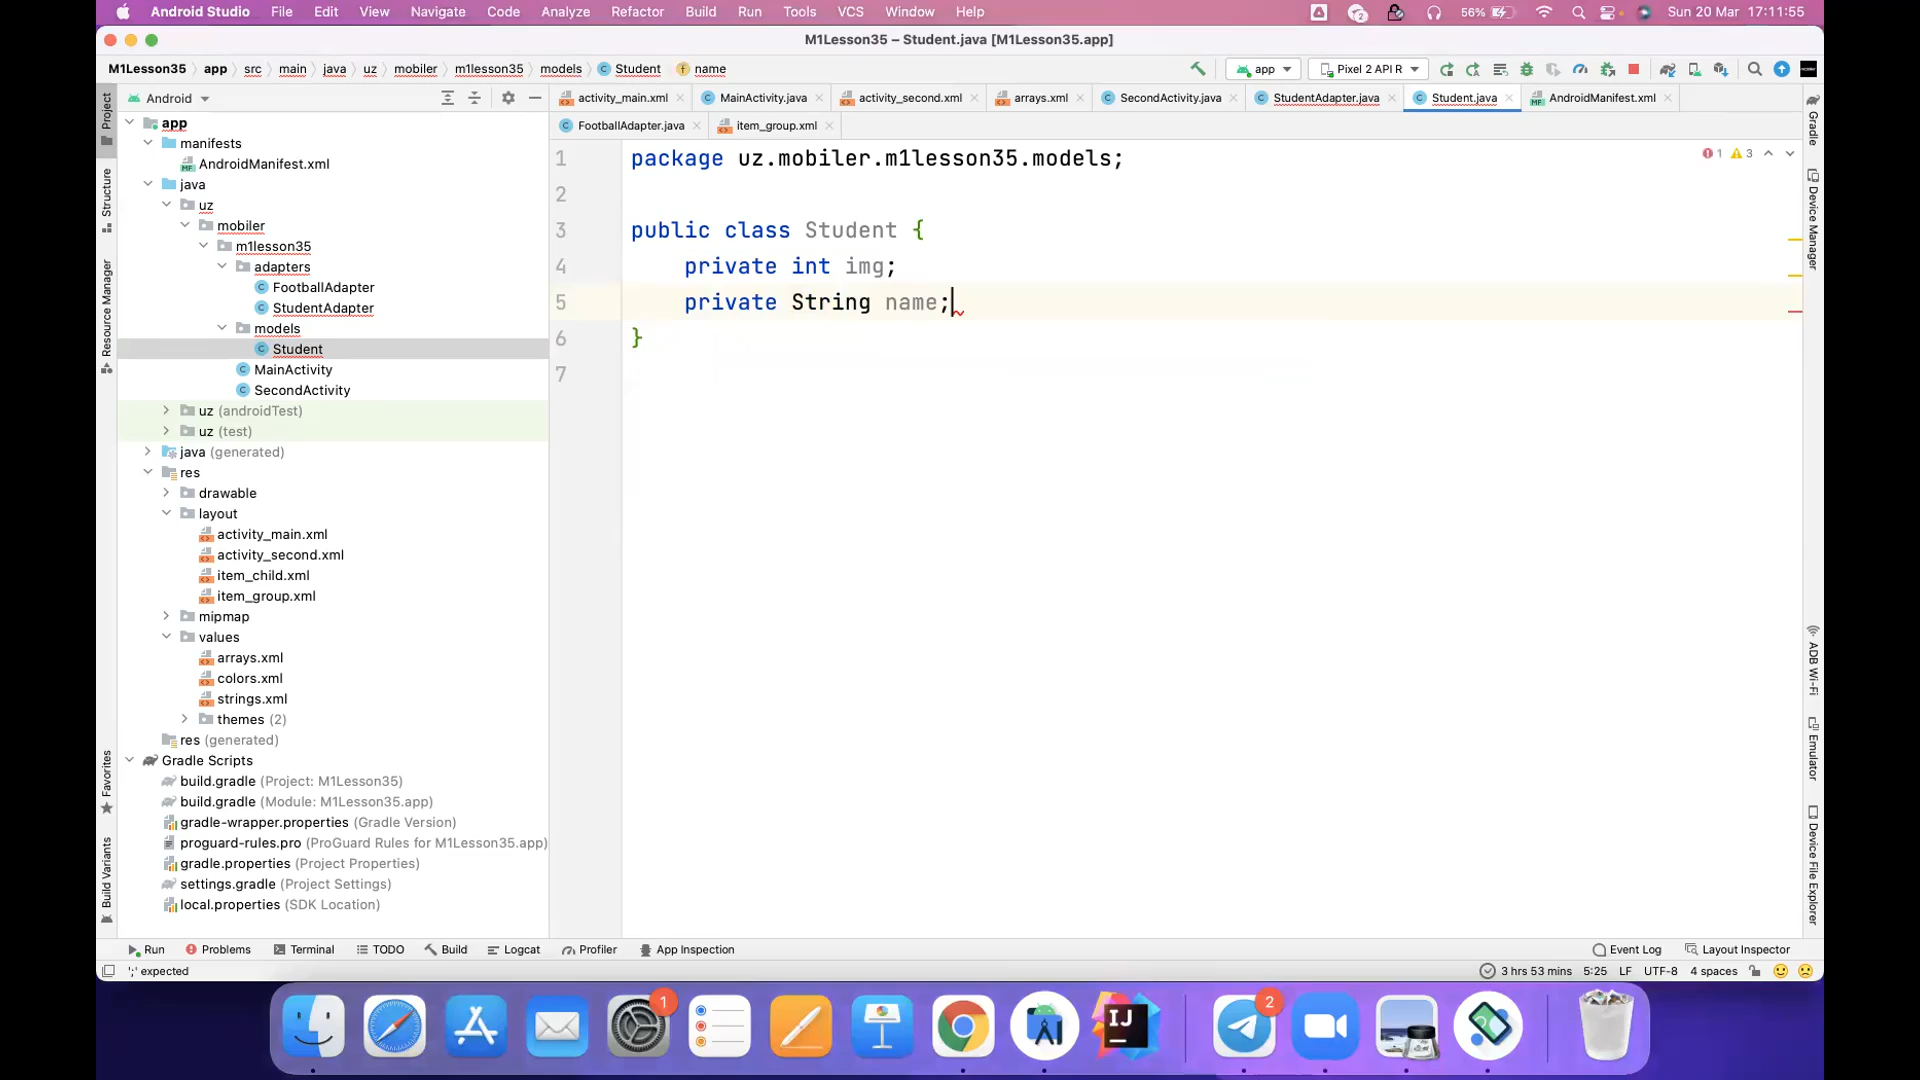 Android Studio File Edit View Navigate Code Analyze Refactor Build Run Tools VCS Window Help 2 56% Sun 20 Mar 17:11:55
M1Lesson35 – Student.java [M1Lesson35.app]
M1Lesson35 app src main java uz mobiler m1lesson35 models Student name app Pixel 2 API R
Android activity_main.xml MainActivity.java activity_second.xml arrays.xml SecondActivity.java StudentAdapter.java Student.java AndroidManifest.xml
FootballAdapter.java item_group.xml
Project
Structure
Resource Manager
Favorites
Build Variants
app
manifests
AndroidManifest.xml
java
uz
mobiler
m1lesson35
adapters
FootballAdapter
StudentAdapter
models
Student
MainActivity
SecondActivity
uz (androidTest)
uz (test)
java (generated)
res
drawable
layout
activity_main.xml
activity_second.xml
item_child.xml
item_group.xml
mipmap
values
arrays.xml
colors.xml
strings.xml
themes (2)
res (generated)
Gradle Scripts
build.gradle (Project: M1Lesson35)
build.gradle (Module: M1Lesson35.app)
gradle-wrapper.properties (Gradle Version)
proguard-rules.pro (ProGuard Rules for M1Lesson35.app)
gradle.properties (Project Properties)
settings.gradle (Project Settings)
local.properties (SDK Location)
1 package uz.mobiler.m1lesson35.models;
2
3 public class Student {
4 private int img;
5 private String name;
6 }
7
1 3
Gradle
Device Manager
ADB Wi-Fi
Emulator
Device File Explorer
Run Problems Terminal TODO Build Logcat Profiler App Inspection Event Log Layout Inspector
';' expected 3 hrs 53 mins 5:25 LF UTF-8 4 spaces
1 IJ 2